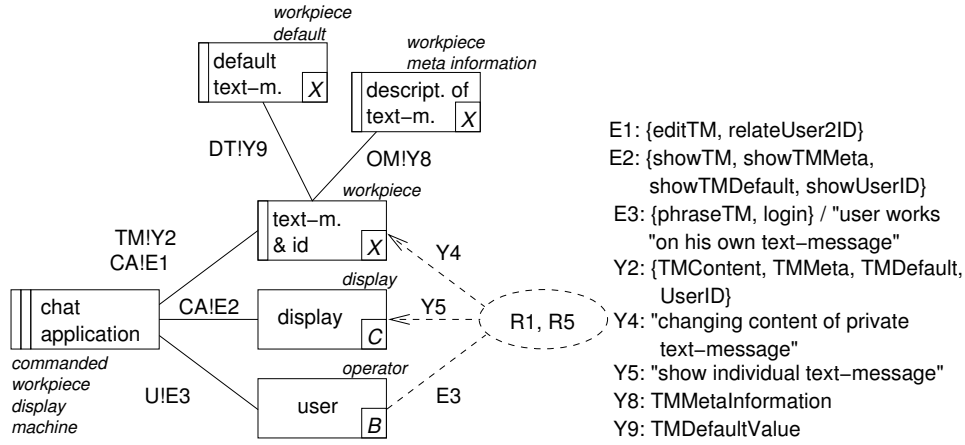 workpiece
default
default
text−m.
X
workpiece
meta information
descript. of
text−m.
X
DT!Y9
OM!Y8
workpiece
text−m.
& id
X
TM!Y2
CA!E1
Y4
display
display
C
CA!E2
Y5
R1, R5
chat
application
commanded
workpiece
display
machine
U!E3
operator
user
B
E3
E1: {editTM, relateUser2ID}
E2: {showTM, showTMMeta,
showTMDefault, showUserID}
E3: {phraseTM, login} / "user works
"on his own text−message"
Y2: {TMContent, TMMeta, TMDefault,
UserID}
Y4: "changing content of private
text−message"
Y5: "show individual text−message"
Y8: TMMetaInformation
Y9: TMDefaultValue